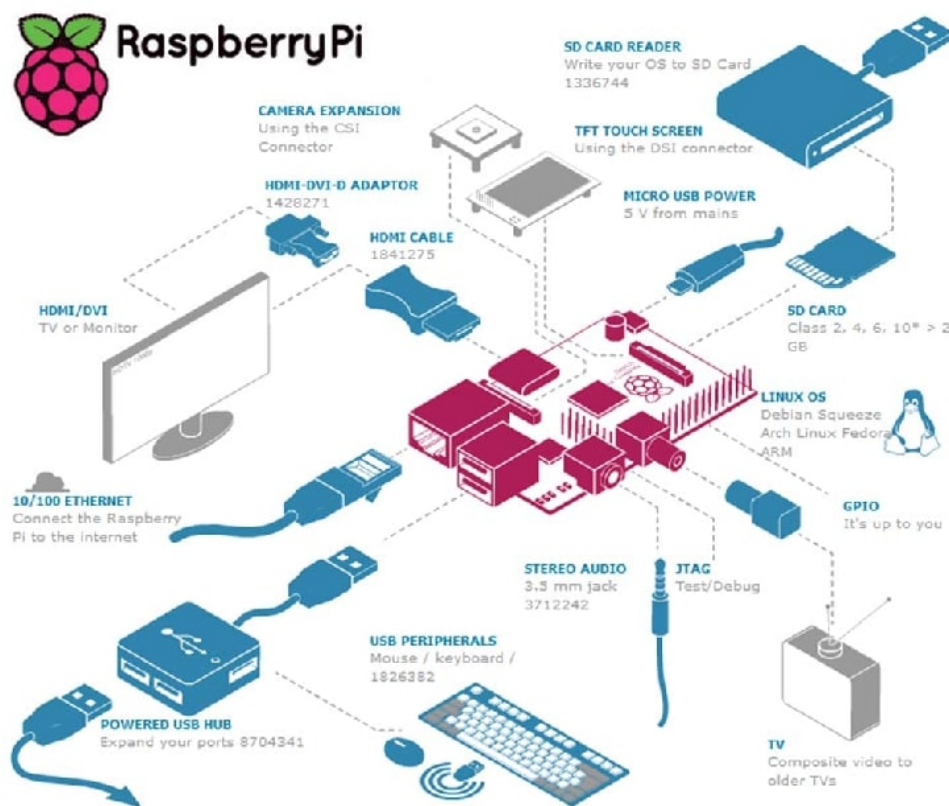 RaspberryPi
SD CARD READER
Write your OS to SD Card
1336744
CAMERA EXPANSION
Using the CSI
Connector
TFT TOUCH SCREEN
Using the DSI connector
HDMI-DVI-D ADAPTOR
1428271
MICRO USB POWER
5 V from mains
HDMI CABLE
1841275
HDMI/DVI
TV or Monitor
SD CARD
Class 2, 4, 6, 10* > 2
GB
LINUX OS
Debian Squeeze
Arch Linux Fedora
ARM
10/100 ETHERNET
Connect the Raspberry
Pi to the internet
GPIO
It's up to you
STEREO AUDIO
3.5 mm jack
3712242
JTAG
Test/Debug
USB PERIPHERALS
Mouse / keyboard /
1826382
POWERED USB HUB
Expand your ports 8704341
TV
Composite video to
older TVs